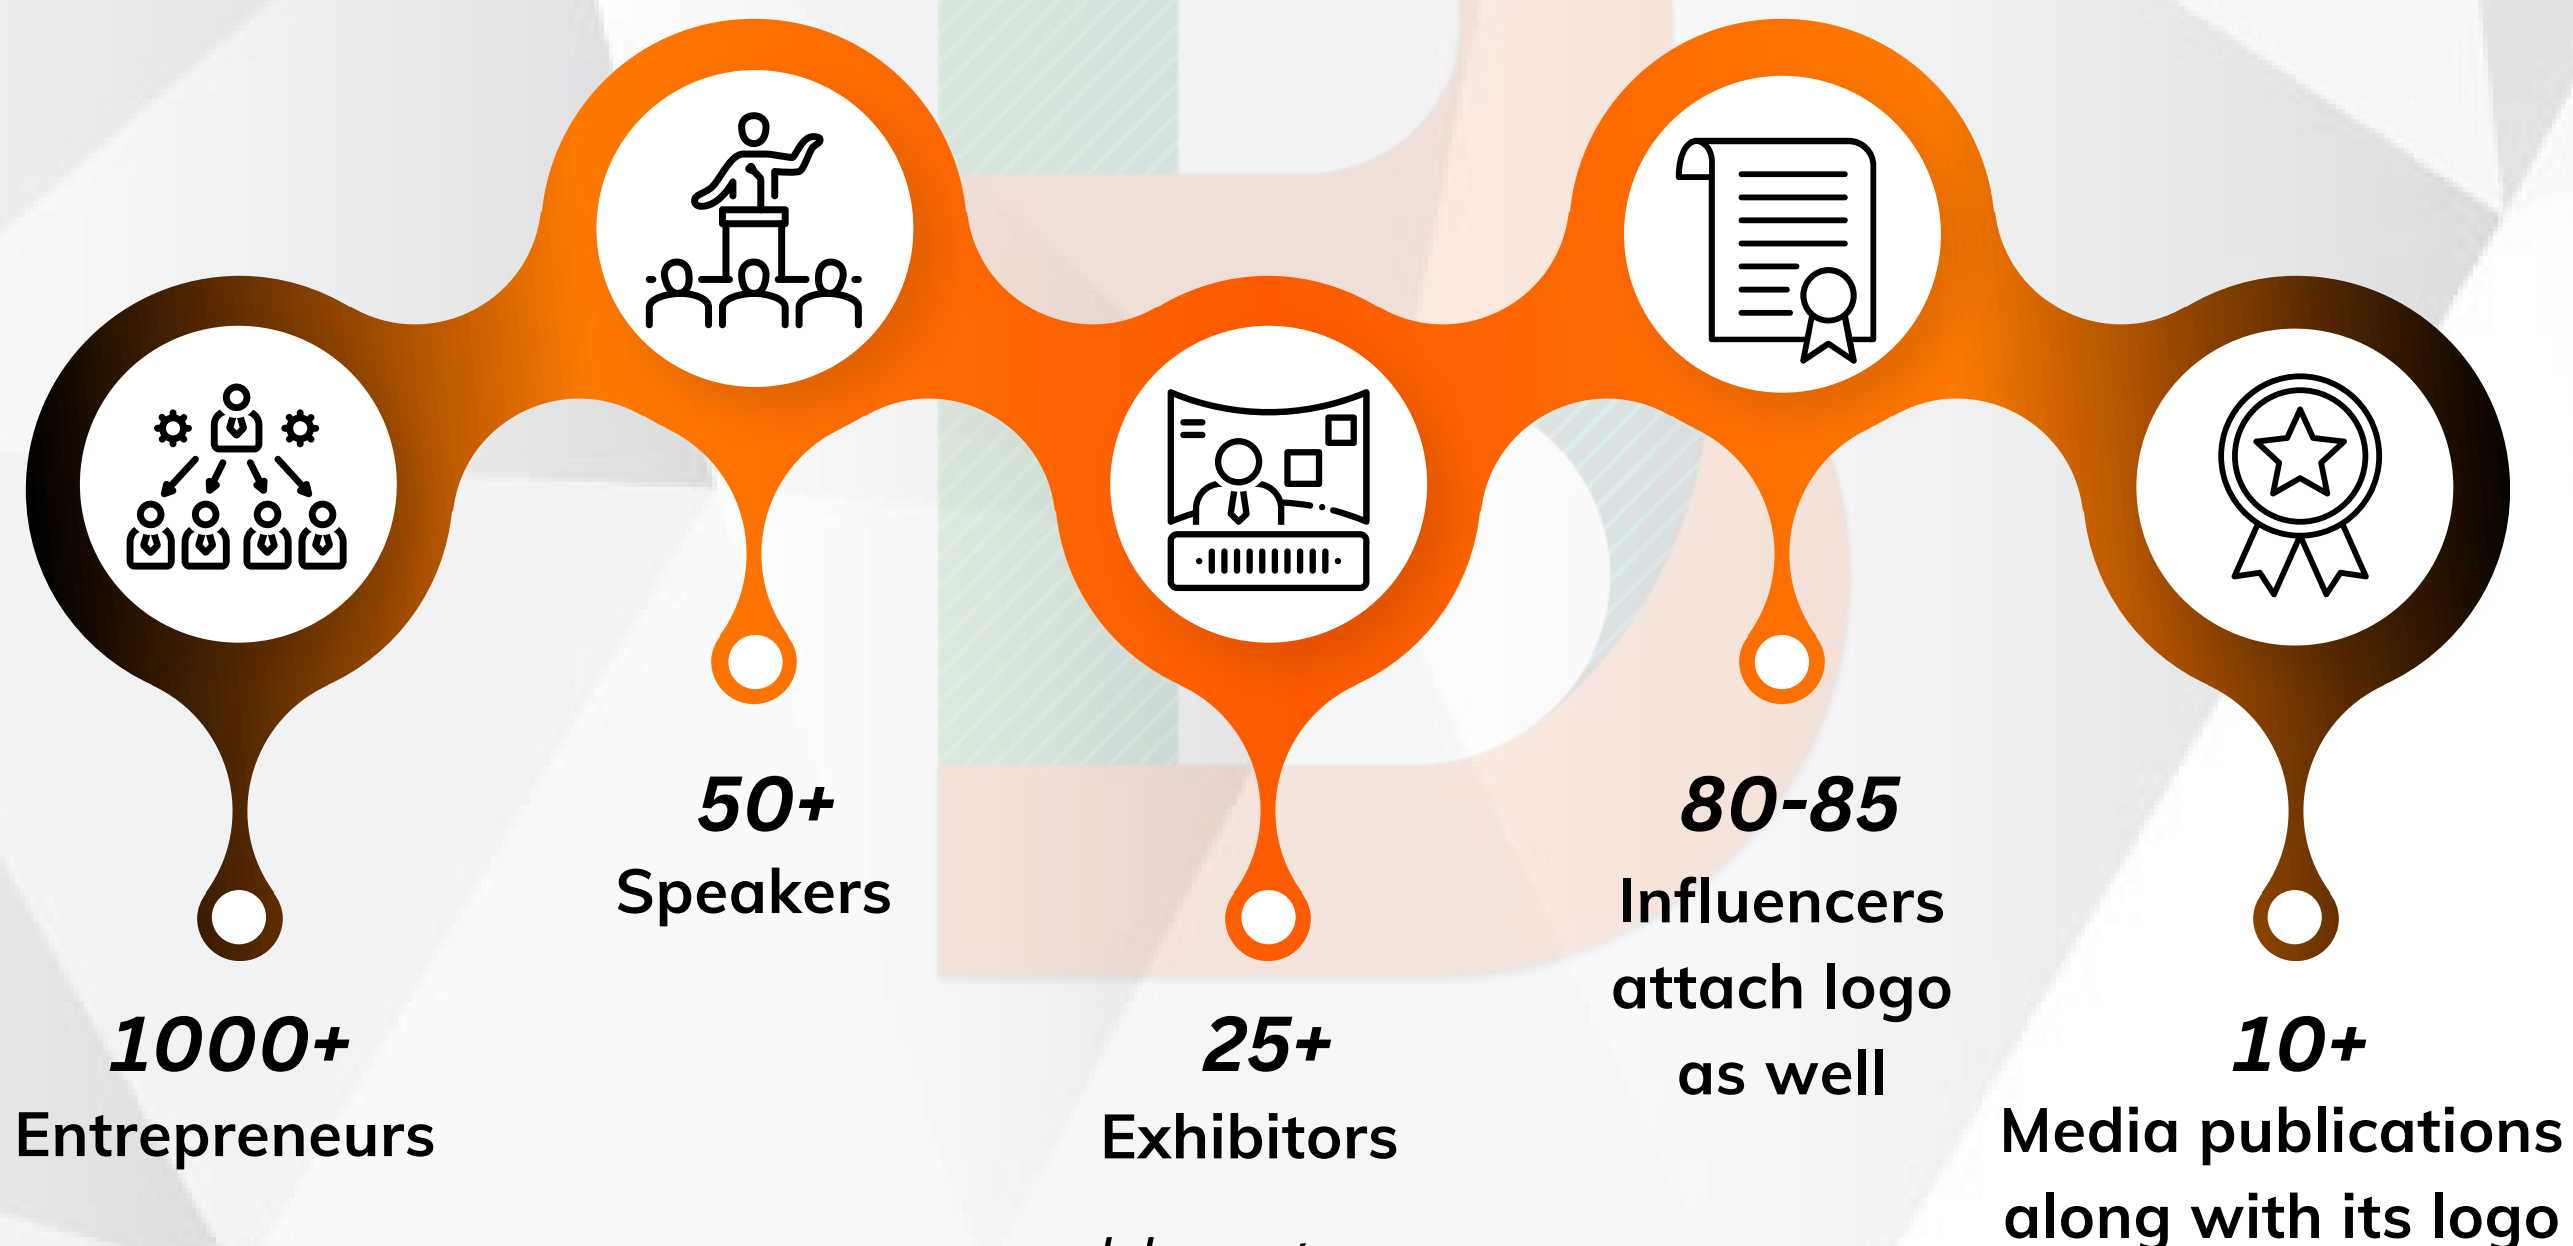 1000+
Entrepreneurs
50+
Speakers
25+
Exhibitors
80-85
Influencers
attach logo
as well
10+
Media publications
along with its logo